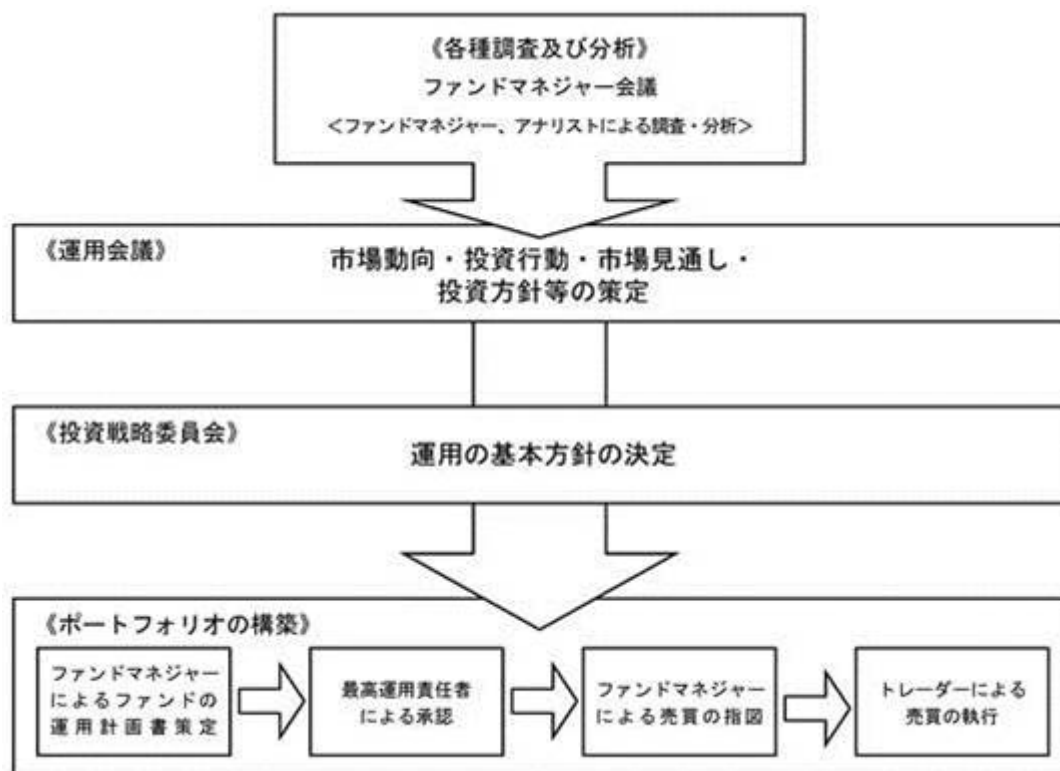 《各種調査及び分析》
ファンドマネジャー会議
<ファンドマネジャー、アナリストによる調査・分析>
《運用会議》
市場動向・投資行動・市場見通し・
投資方針等の策定
《投資戦略委員会》
運用の基本方針の決定
《ポートフォリオの構築》
ファンドマネジャー
によるファンドの
運用計画書策定
最高運用責任者
による承認
ファンドマネジャー
による売買の指図
トレーダーによる
売買の執行